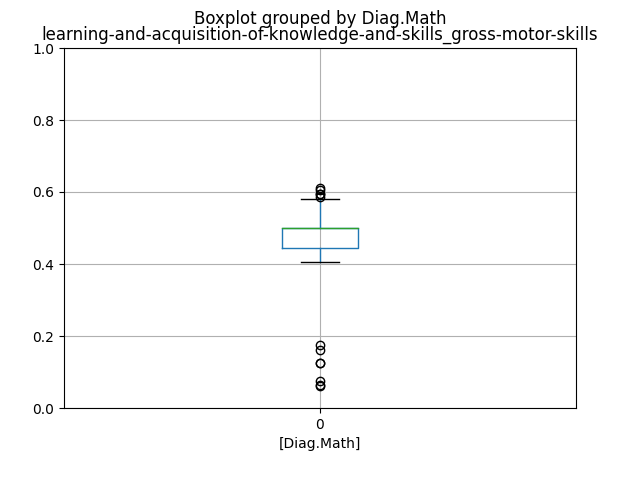 Boxplot grouped by Diag.Math
learning-and-acquisition-of-knowledge-and-skills_gross-motor-skills
1.0
0.8
0.6
0.4
0.2
0.0
0
[Diag.Math]